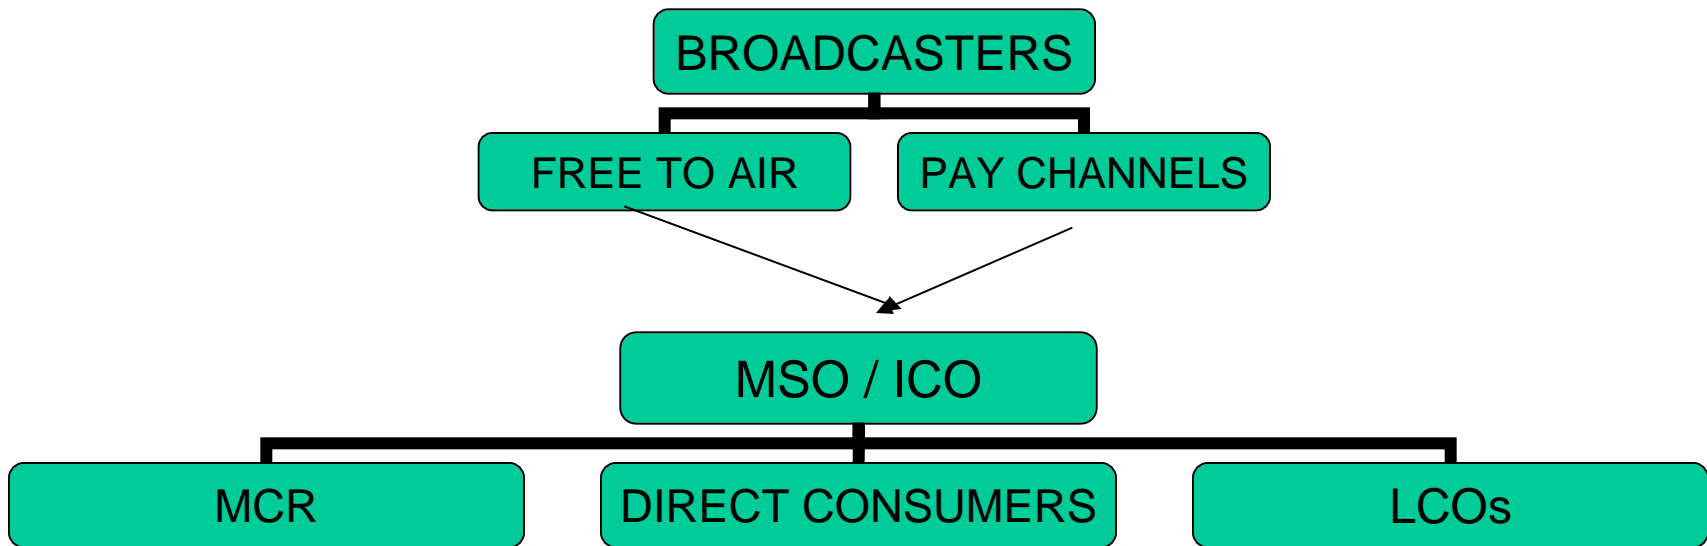 BROADCASTERS
FREE TO AIR
PAY CHANNELS
MSO / ICO
MCR
DIRECT CONSUMERS
LCOs